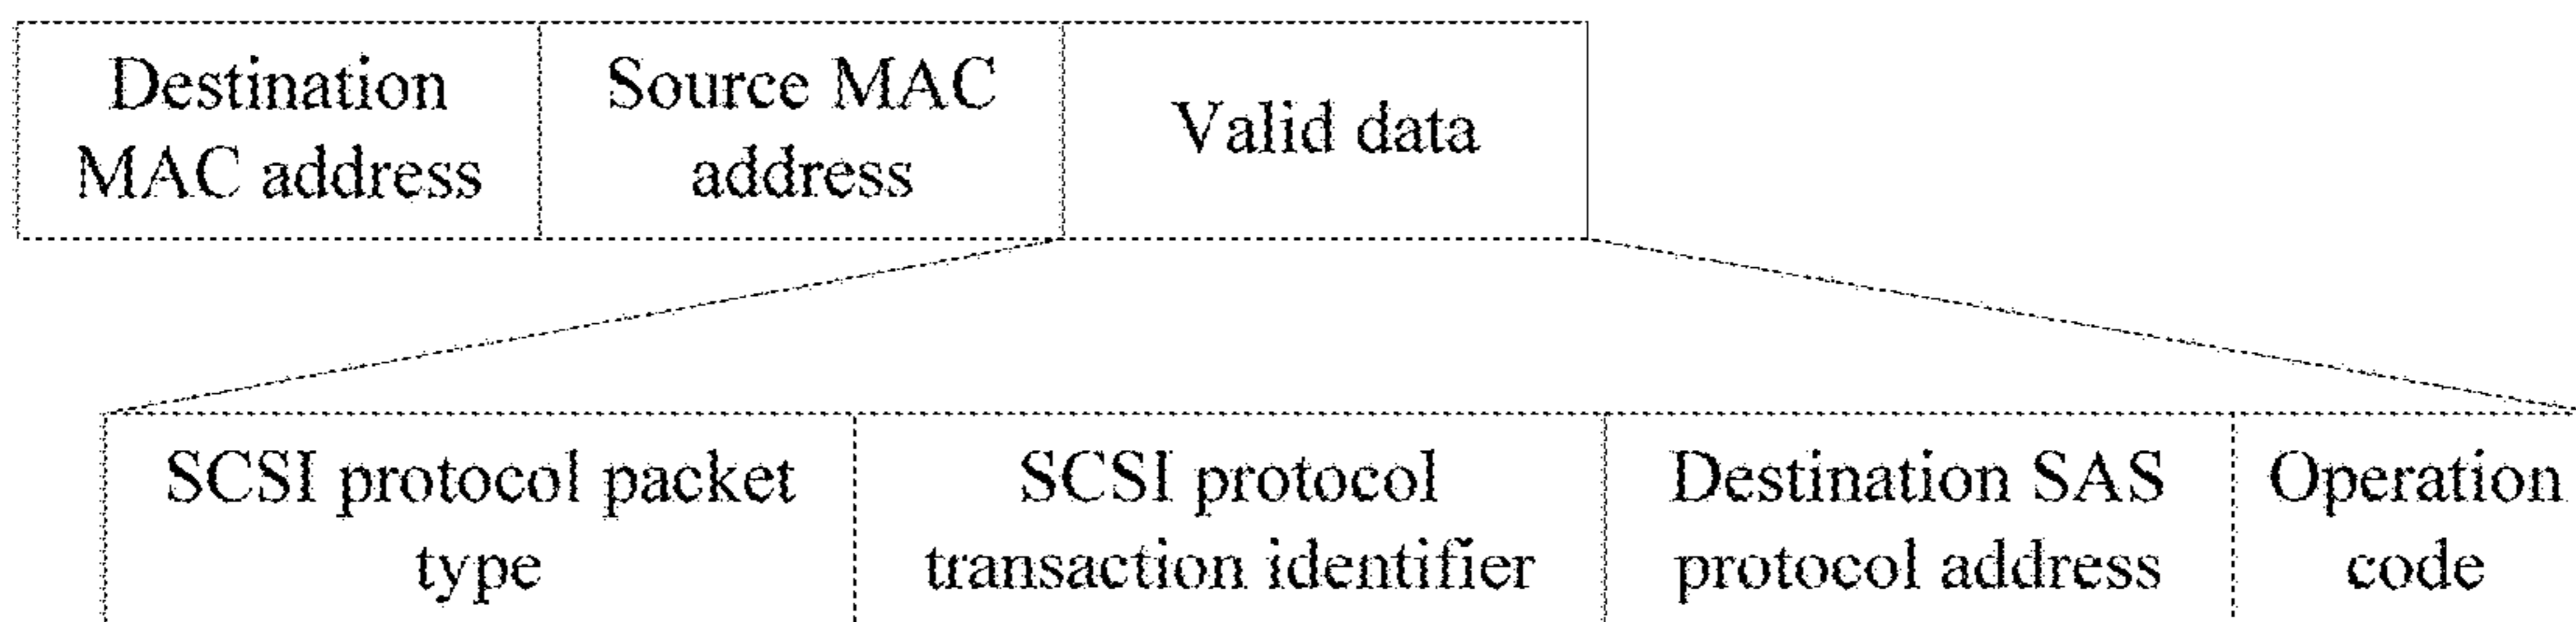 Destination
MAC address
Source MAC
address
Valid data
SCSI protocol packet
type
SCSI protocol
transaction identifier
Destination SAS
protocol address
Operation
code